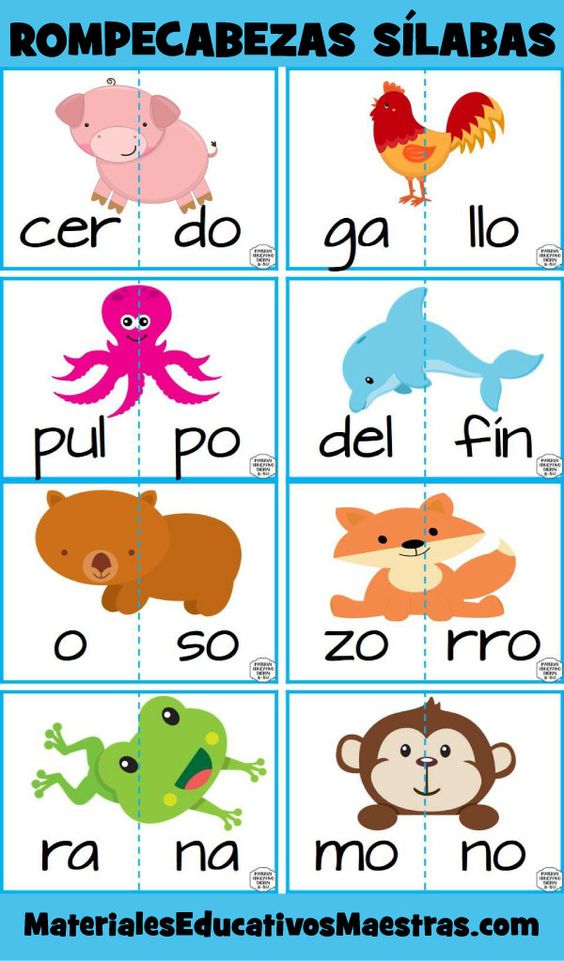 ROMPECABEZAS SÍLABAS
cer do
ga llo
pul po
del fín
o so
zo rro
ra na
mo no
MaterialesEducativosMaestras.com